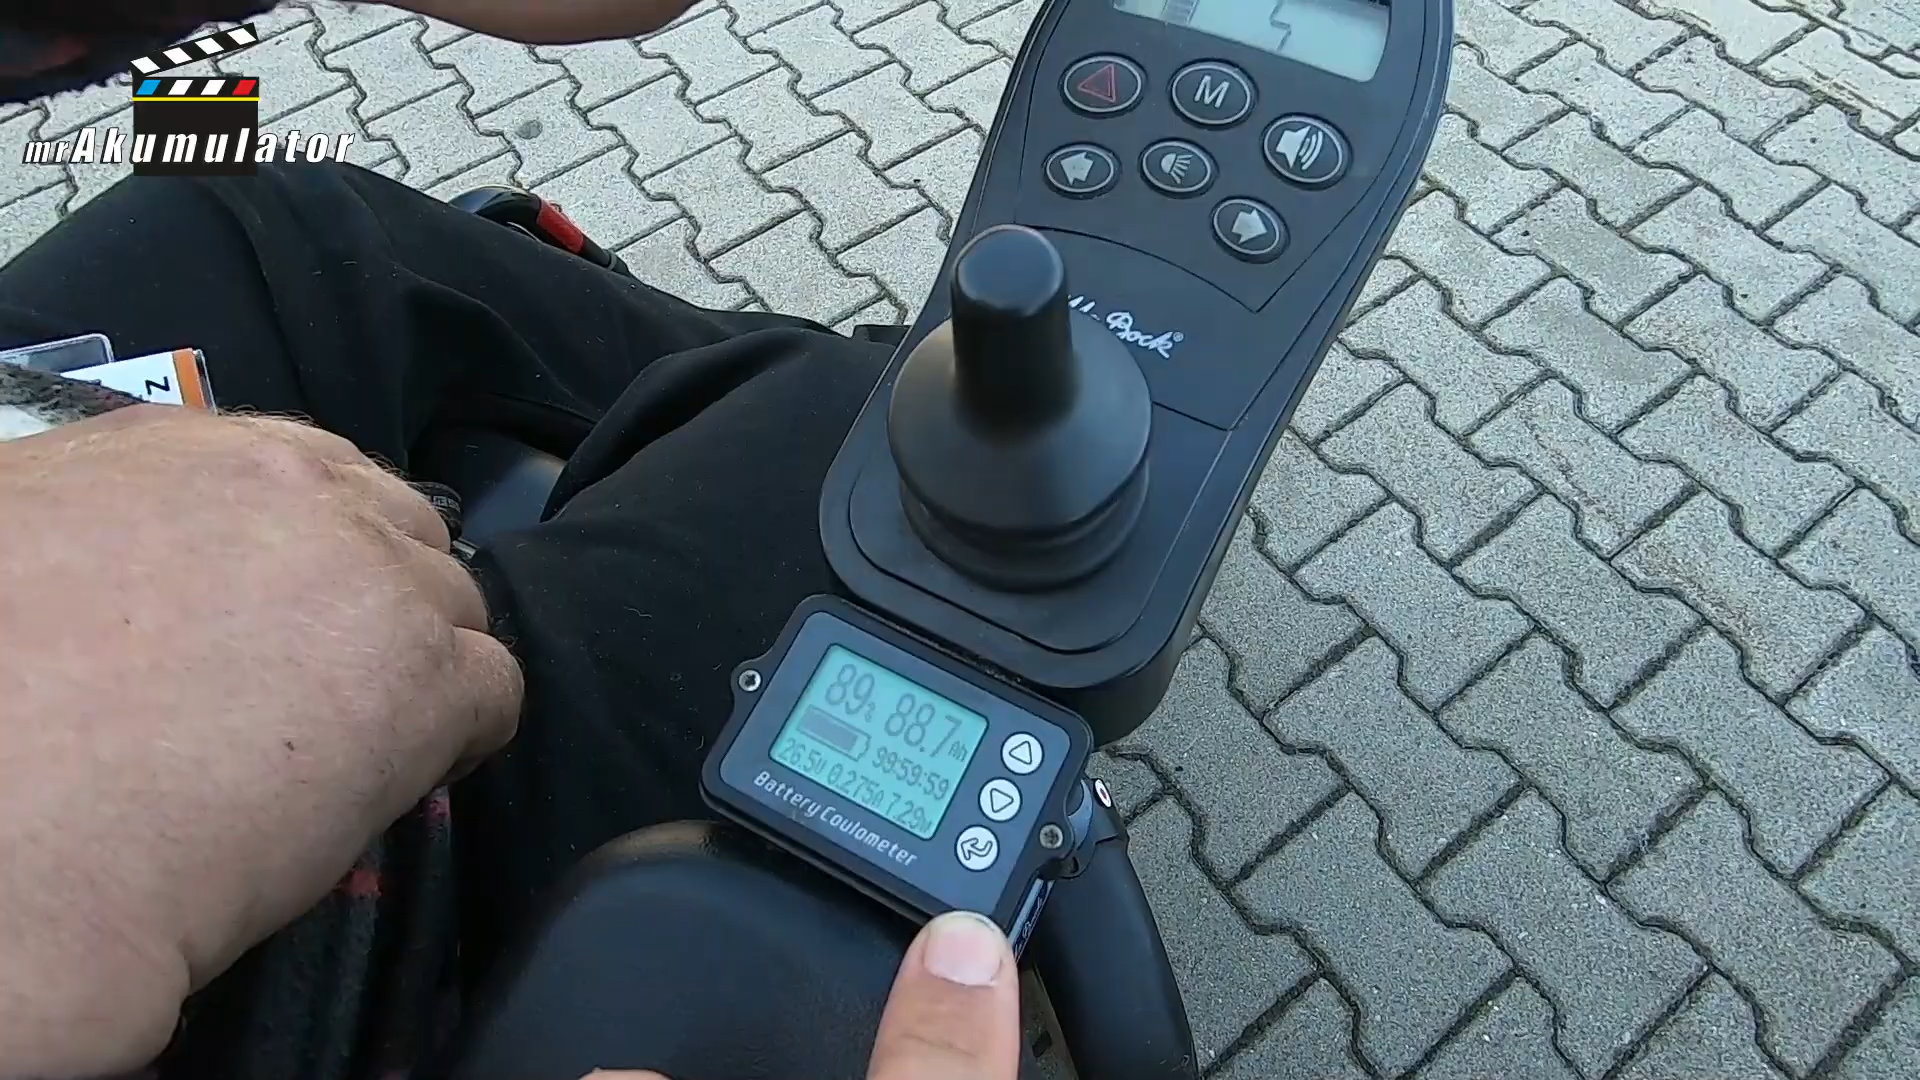 mrAkumulator
M
Z
89% 88.7Ah
99:59:59
26.5V 0.275A 7.29W
Battery Coulometer